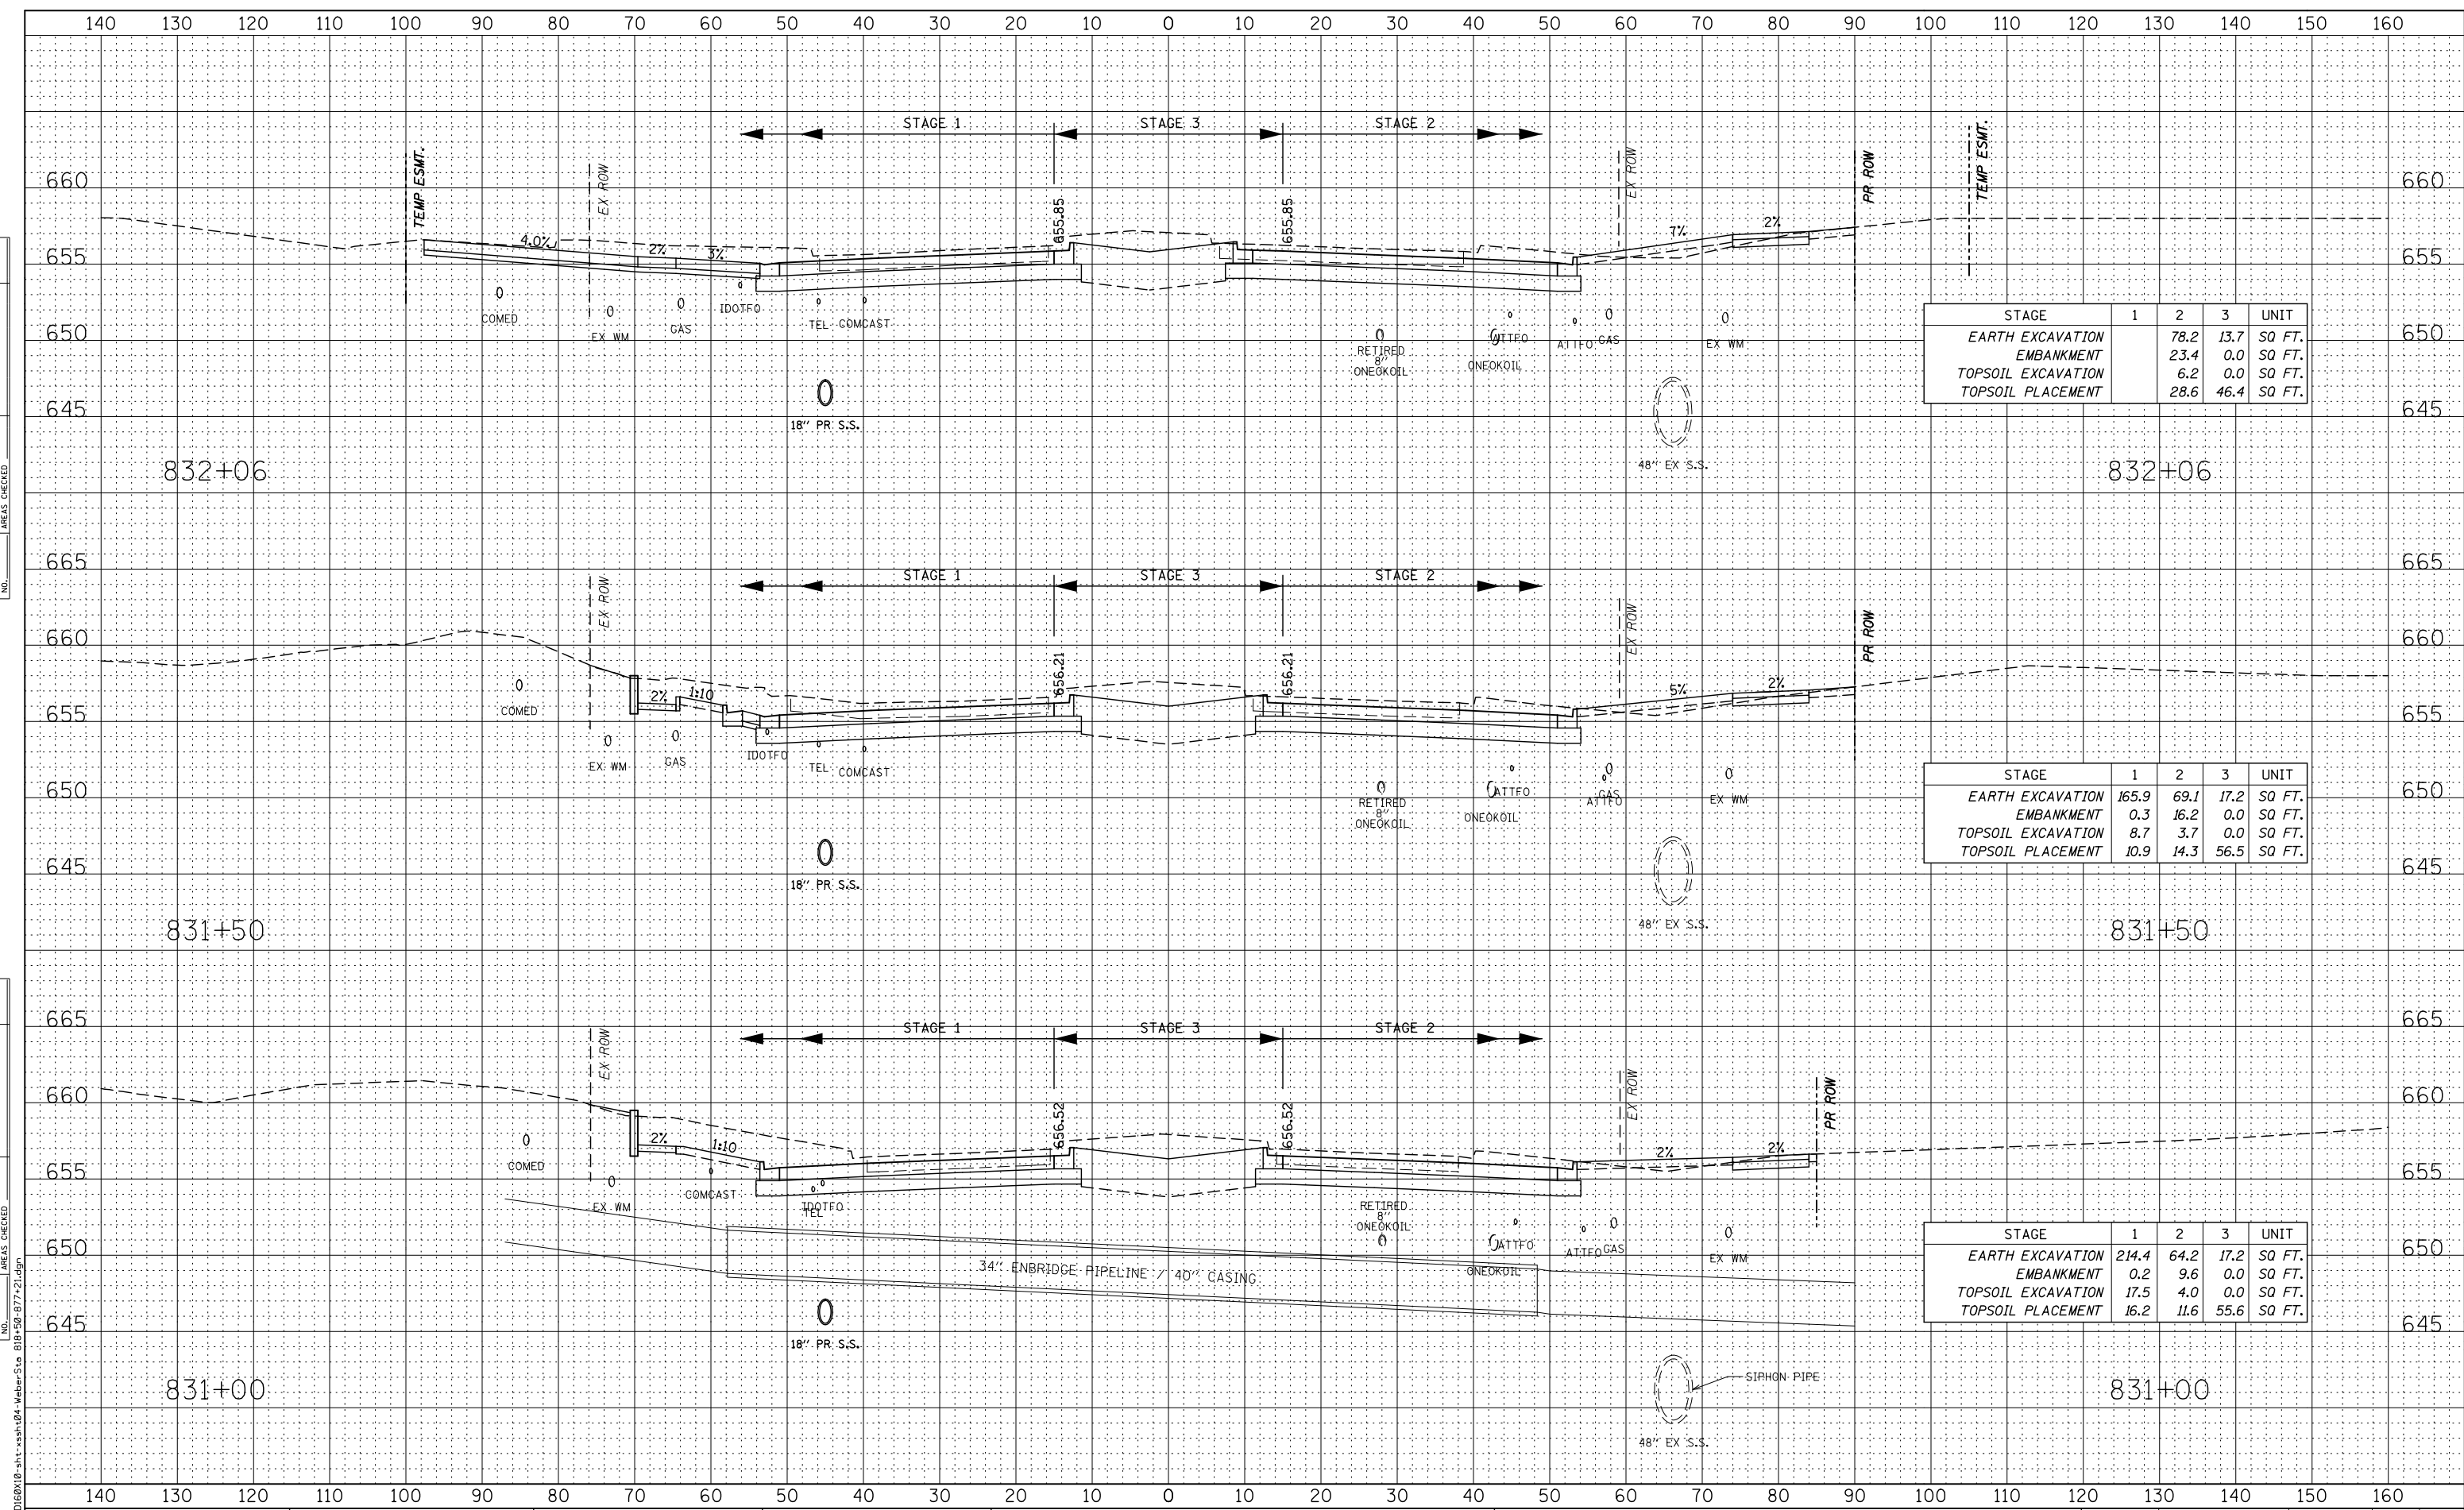 140 130 120 110 100 90 80 70 60 50 40 30 20 10 0 10 20 30 40 50 60 70 80 90 100 110 120 130 140 150 160
STAGE 1 STAGE 3 STAGE 2
TEMP ESMT.
EX ROW
655.85
655.85
EX ROW
PR ROW
TEMP ESMT.
660 660
4.0% 2% 3% 7% 2%
655 655
COMED
EX WM
GAS
IDOTFO
TEL COMCAST
RETIRED
8"
ONEOKOIL
ATTFO
ONEOKOIL
ATTFO GAS
EX WM
650 650
STAGE 1 2 3 UNIT
EARTH EXCAVATION 78.2 13.7 SQ FT.
EMBANKMENT 23.4 0.0 SQ FT.
TOPSOIL EXCAVATION 6.2 0.0 SQ FT.
TOPSOIL PLACEMENT 28.6 46.4 SQ FT.
645 645
18" PR S.S.
48" EX S.S.
832+06 832+06
AREAS CHECKED
NO.
665 665
STAGE 1 STAGE 3 STAGE 2
EX ROW
656.21
656.21
EX ROW
PR ROW
660 660
2% 1:10 5% 2%
655 655
COMED
EX WM
GAS
IDOTFO
TEL COMCAST
RETIRED
8"
ONEOKOIL
ATTFO
ONEOKOIL
GAS
ATTFO
EX WM
650 650
STAGE 1 2 3 UNIT
EARTH EXCAVATION 165.9 69.1 17.2 SQ FT.
EMBANKMENT 0.3 16.2 0.0 SQ FT.
TOPSOIL EXCAVATION 8.7 3.7 0.0 SQ FT.
TOPSOIL PLACEMENT 10.9 14.3 56.5 SQ FT.
645 645
18" PR S.S.
48" EX S.S.
831+50 831+50
665 665
STAGE 1 STAGE 3 STAGE 2
EX ROW
656.52
656.52
EX ROW
PR ROW
660 660
2% 1:10 2% 2%
655 655
COMED
EX WM
COMCAST
IDOTFO
TEL
RETIRED
8"
ONEOKOIL
ATTFO
ONEOKOIL
ATTFO GAS
EX WM
650 650
34" ENBRIDGE PIPELINE / 40" CASING
STAGE 1 2 3 UNIT
EARTH EXCAVATION 214.4 64.2 17.2 SQ FT.
EMBANKMENT 0.2 9.6 0.0 SQ FT.
TOPSOIL EXCAVATION 17.5 4.0 0.0 SQ FT.
TOPSOIL PLACEMENT 16.2 11.6 55.6 SQ FT.
645 645
18" PR S.S.
SIPHON PIPE
48" EX S.S.
831+00 831+00
AREAS CHECKED
NO.
D160X10-sht-xssht04-WeberSta 818+50-877+21.dgn
140 130 120 110 100 90 80 70 60 50 40 30 20 10 0 10 20 30 40 50 60 70 80 90 100 110 120 130 140 150 160